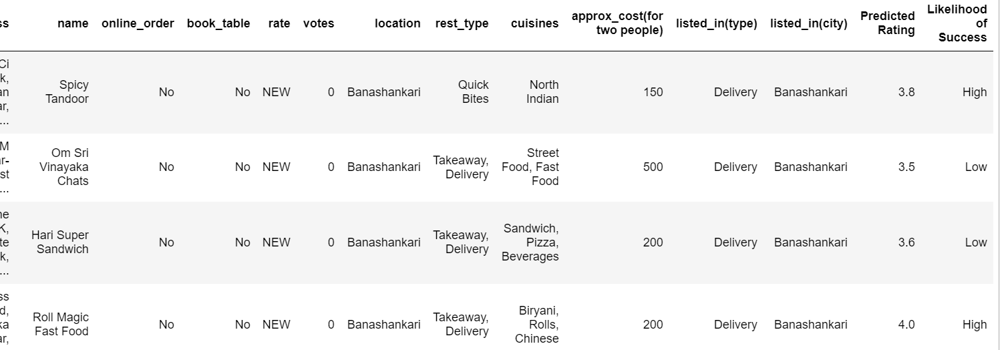 ss name online_order book_table rate votes location rest_type cuisines approx_cost(for two people) listed_in(type) listed_in(city) Predicted Rating Likelihood of Success
Ci
k,
an
ar,
...
Spicy Tandoor No No NEW 0 Banashankari Quick Bites North Indian 150 Delivery Banashankari 3.8 High
M
ar-
st
...
Om Sri Vinayaka Chats No No NEW 0 Banashankari Takeaway, Delivery Street Food, Fast Food 500 Delivery Banashankari 3.5 Low
ne
K,
te
k,
...
Hari Super Sandwich No No NEW 0 Banashankari Takeaway, Delivery Sandwich, Pizza, Beverages 200 Delivery Banashankari 3.6 Low
ss
d,
ka
ar,
Roll Magic Fast Food No No NEW 0 Banashankari Takeaway, Delivery Biryani, Rolls, Chinese 200 Delivery Banashankari 4.0 High